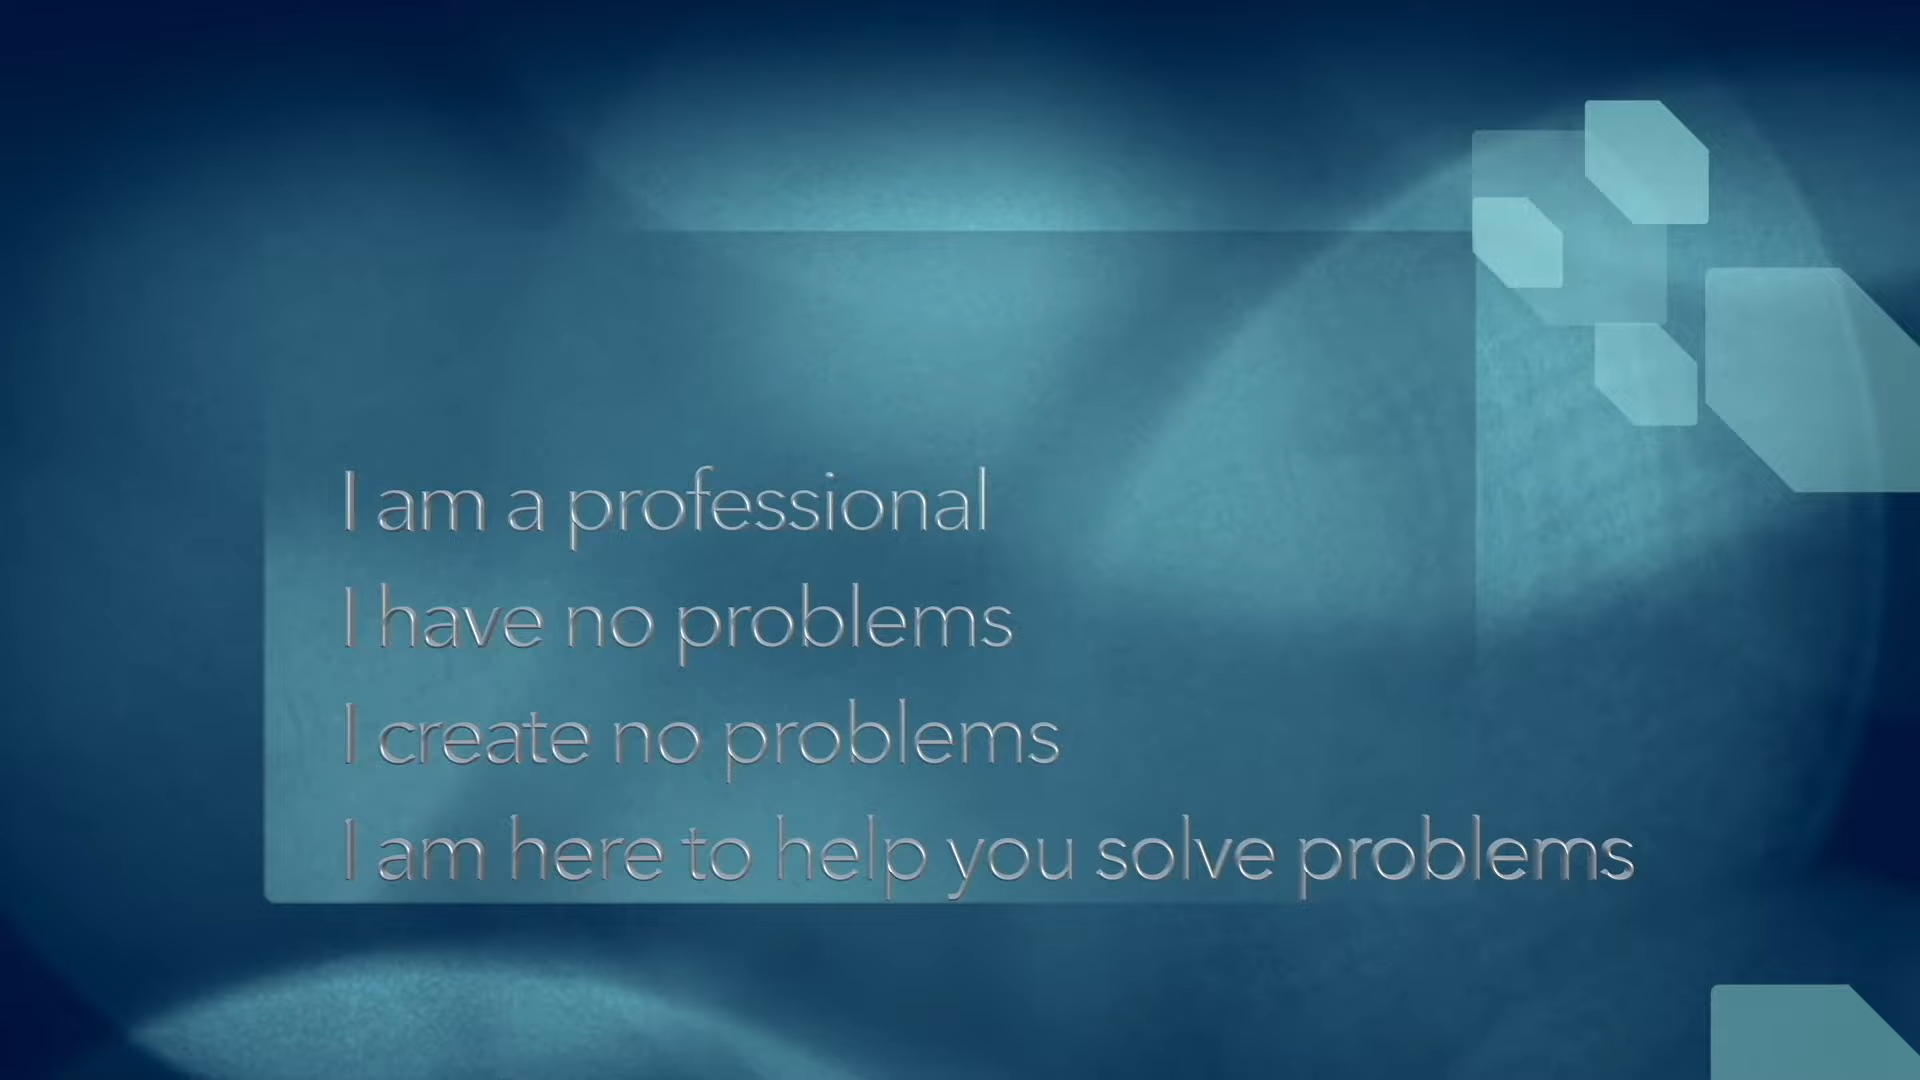 I am a professional
I have no problems
I create no problems
I am here to help you solve problems